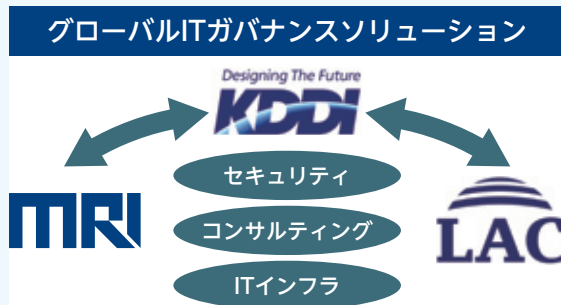 グローバルITガバナンスソリューション
Designing The Future
KDDI
セキュリティ
MRI
コンサルティング
LAC
ITインフラ